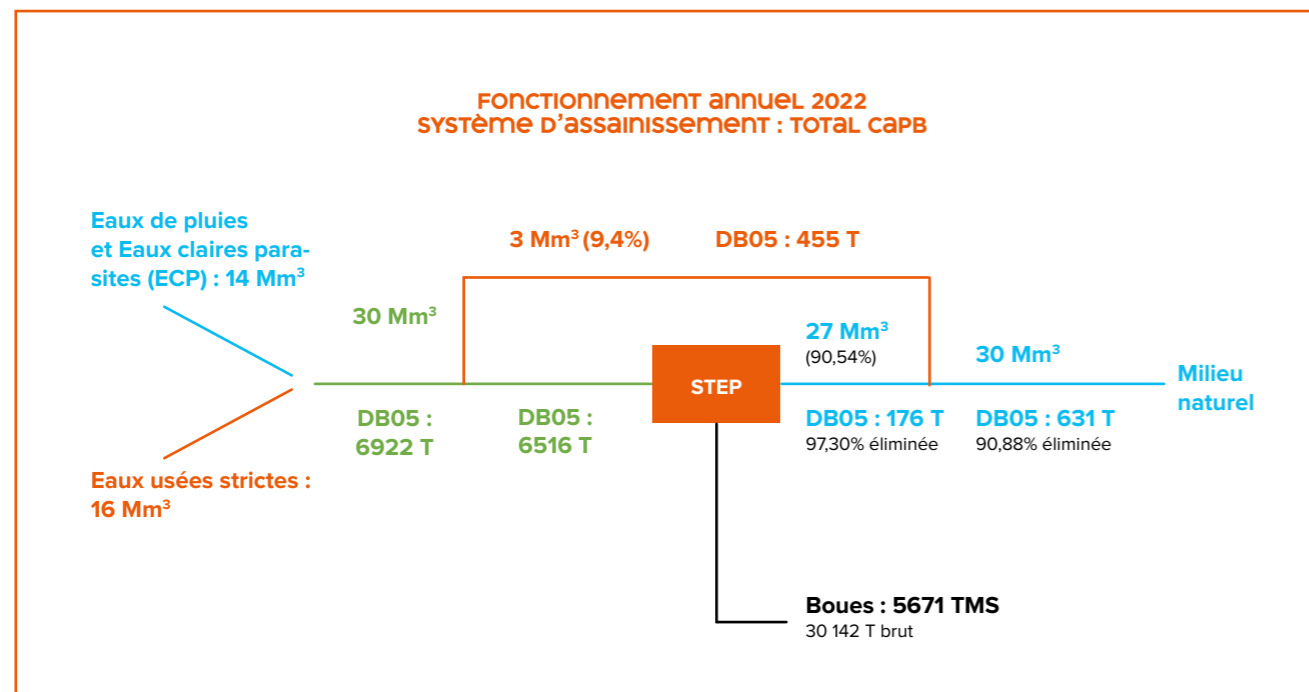 FONCTIONNEMENT ANNUEL 2022
SYSTÈME D'ASSAINISSEMENT : TOTAL CAPB
Eaux de pluies
et Eaux claires para-
sites (ECP) : 14 Mm³
3 Mm³ (9,4%)
DB05 : 455 T
30 Mm³
27 Mm³
(90,54%)
30 Mm³
STEP
Milieu
naturel
DB05 :
6922 T
DB05 :
6516 T
DB05 : 176 T
97,30% éliminée
DB05 : 631 T
90,88% éliminée
Eaux usées strictes :
16 Mm³
Boues : 5671 TMS
30 142 T brut